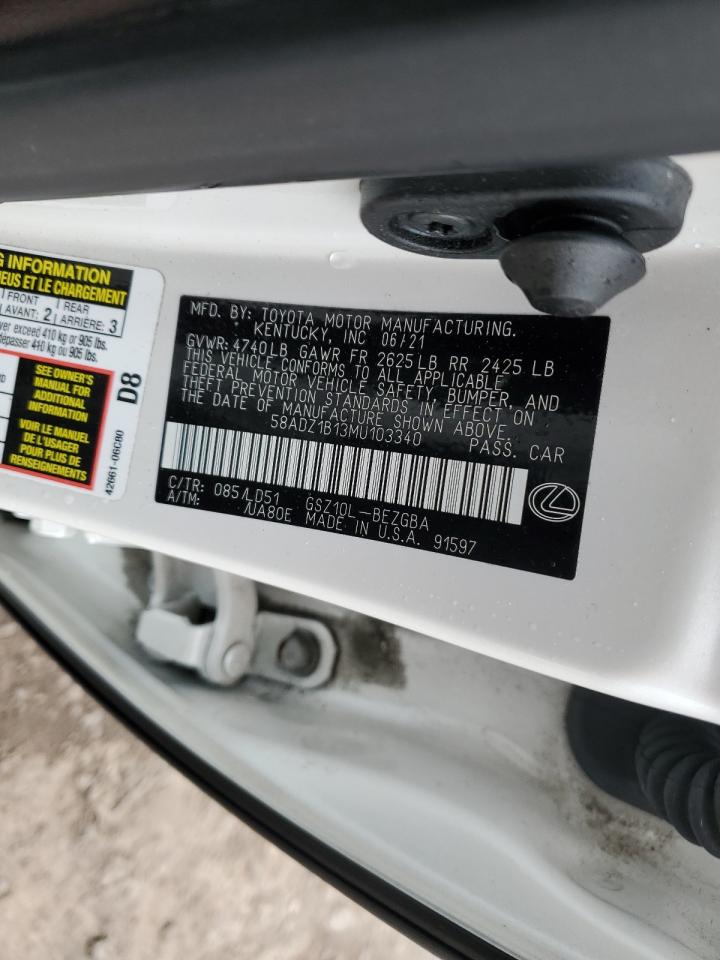 G INFORMATION
NEUS ET LE CHARGEMENT
FRONT
AVANT: 2
REAR
ARRIÈRE: 3
ver exceed 410 kg or 905 lbs.
dépasser 410 kg ou 905 lbs.
SEE OWNER'S
MANUAL FOR
ADDITIONAL
INFORMATION
VOIR LE MANUEL
DE L'USAGER
POUR PLUS DE
RENSEIGNEMENTS
D8
42661-06C80
MFD. BY: TOYOTA MOTOR MANUFACTURING.
KENTUCKY, INC 06/21
GVWR: 4740LB GAWR FR 2625LB RR 2425 LB
THIS VEHICLE CONFORMS TO ALL APPLICABLE
FEDERAL MOTOR VEHICLE SAFETY, BUMPER, AND
THEFT PREVENTION STANDARDS IN EFFECT ON
THE DATE OF MANUFACTURE SHOWN ABOVE.
58ADZ1B13MU103340 PASS. CAR
C/TR: 085/LD51 GSZ10L-BEZGBA
A/TM: /UA80E MADE IN U.S.A. 91597